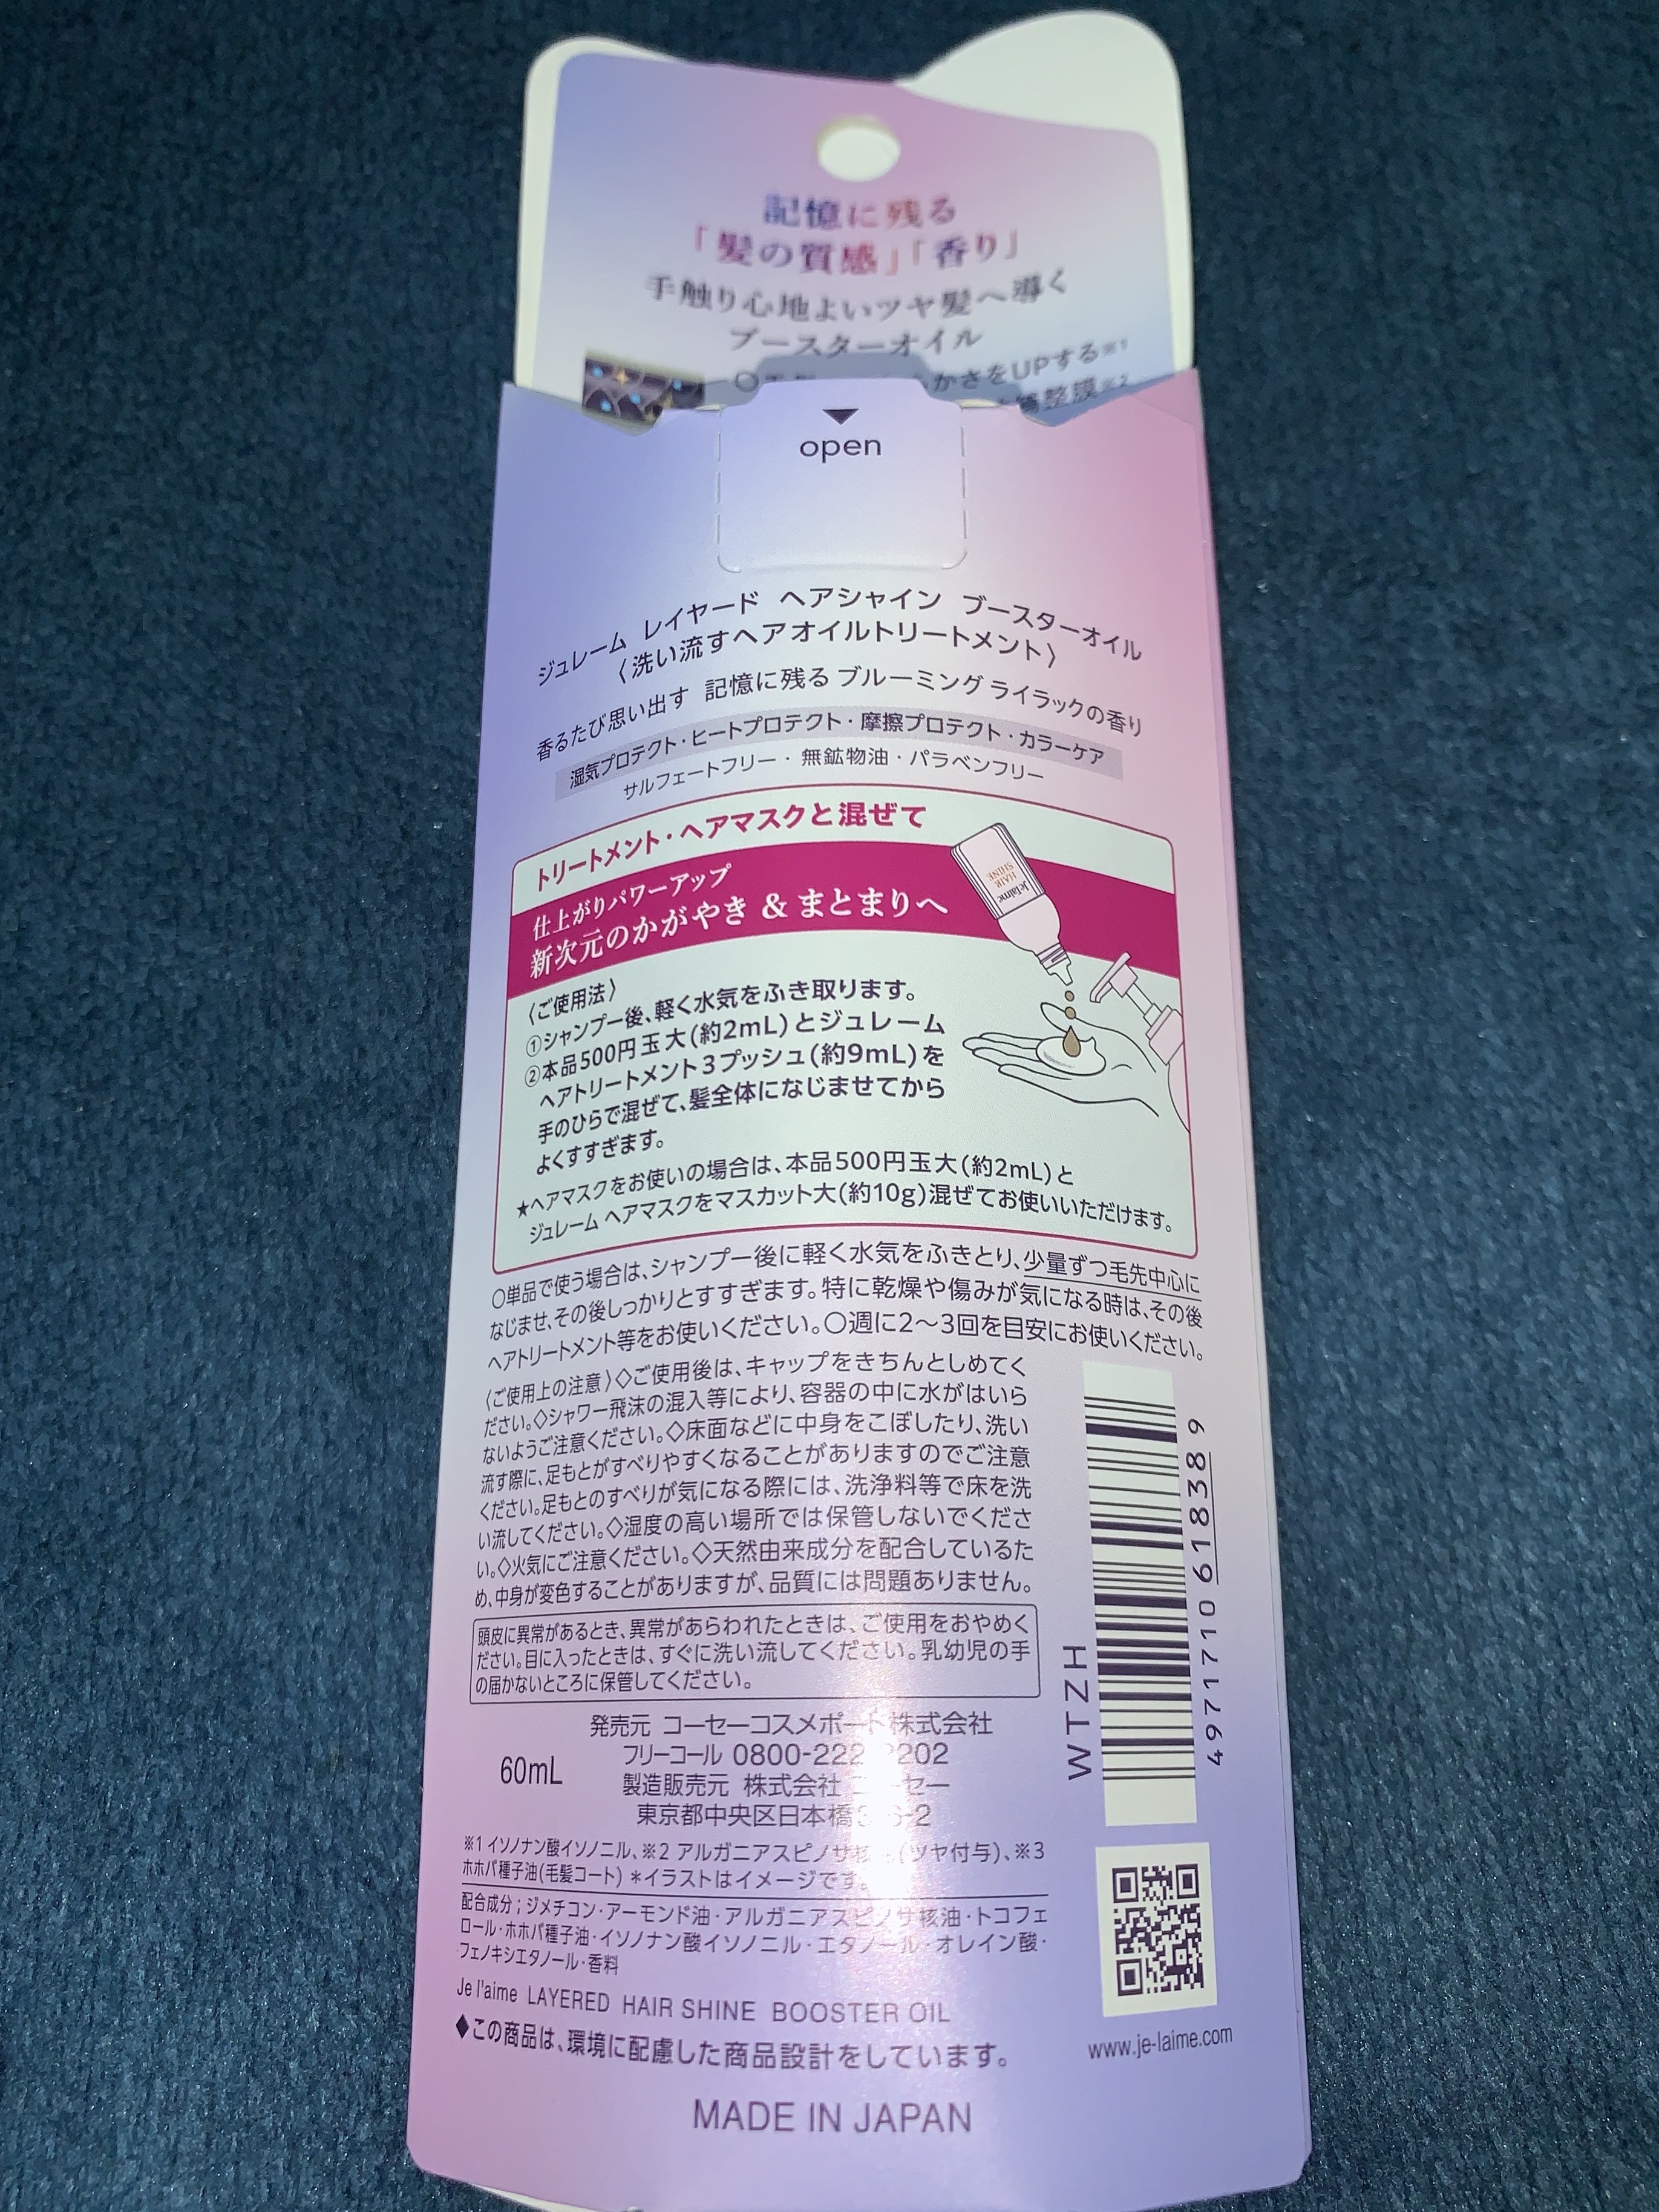 記憶に残る
「髪の質感」「香り」
手触り心地よいツヤ髪へ導く
ブースターオイル
かさをUPする※1
整膜※2
open
ジュレーム レイヤード ヘアシャイン ブースターオイル
〈洗い流すヘアオイルトリートメント〉
香るたび思い出す 記憶に残る ブルーミング ライラックの香り
湿気プロテクト・ヒートプロテクト・摩擦プロテクト・カラーケア
サルフェートフリー・無鉱物油・パラベンフリー
トリートメント・ヘアマスクと混ぜて
仕上がりパワーアップ
新次元のかがやき & まとまりへ
Je l'aime
HAIR
SHINE
〈ご使用法〉
①シャンプー後、軽く水気をふき取ります。
②本品500円玉大(約2mL)とジュレーム
ヘアトリートメント3プッシュ(約9mL)を
手のひらで混ぜて、髪全体になじませてから
よくすすぎます。
★ヘアマスクをお使いの場合は、本品500円玉大(約2mL)と
ジュレーム ヘアマスクをマスカット大(約10g)混ぜてお使いいただけます。
○単品で使う場合は、シャンプー後に軽く水気をふきとり、少量ずつ毛先中心に
なじませ、その後しっかりとすすぎます。特に乾燥や傷みが気になる時は、その後
ヘアトリートメント等をお使いください。○週に2〜3回を目安にお使いください。
〈ご使用上の注意〉◇ご使用後は、キャップをきちんとしめてく
ださい。◇シャワー飛沫の混入等により、容器の中に水がはいら
ないようご注意ください。◇床面などに中身をこぼしたり、洗い
流す際に、足もとがすべりやすくなることがありますのでご注意
ください。足もとのすべりが気になる際には、洗浄料等で床を洗
い流してください。◇湿度の高い場所では保管しないでくださ
い。◇火気にご注意ください。◇天然由来成分を配合しているた
め、中身が変色することがありますが、品質には問題ありません。
頭皮に異常があるとき、異常があらわれたときは、ご使用をおやめく
ださい。目に入ったときは、すぐに洗い流してください。乳幼児の手
の届かないところに保管してください。
4971710618389
WTZH
60mL
発売元 コーセーコスメポート株式会社
フリーコール 0800-222 2202
製造販売元 株式会社 コーセー
東京都中央区日本橋3-6-2
※1 イソノナン酸イソノニル、※2 アルガニアスピノサ核 (ツヤ付与)、※3
ホホバ種子油(毛髪コート) ＊イラストはイメージです。
配合成分；ジメチコン・アーモンド油・アルガニアスピノサ核油・トコフェ
ロール・ホホバ種子油・イソノナン酸イソノニル・エタノール・オレイン酸・
フェノキシエタノール・香料
Je l'aime LAYERED HAIR SHINE BOOSTER OIL
◆この商品は、環境に配慮した商品設計をしています。
www.je-laime.com
MADE IN JAPAN